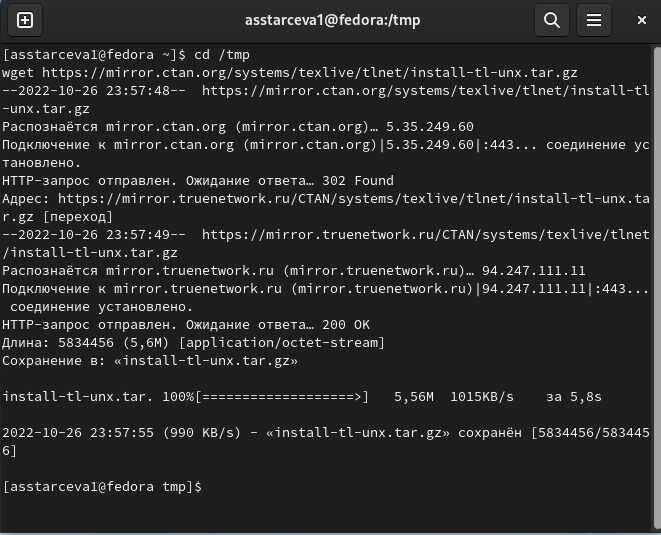 asstarceva1@fedora:/tmp
[asstarceva1@fedora ~]$ cd /tmp
wget https://mirror.ctan.org/systems/texlive/tlnet/install-tl-unx.tar.gz
--2022-10-26 23:57:48--  https://mirror.ctan.org/systems/texlive/tlnet/install-tl
-unx.tar.gz
Распознаётся mirror.ctan.org (mirror.ctan.org)… 5.35.249.60
Подключение к mirror.ctan.org (mirror.ctan.org)|5.35.249.60|:443... соединение ус
тановлено.
HTTP-запрос отправлен. Ожидание ответа… 302 Found
Адрес: https://mirror.truenetwork.ru/CTAN/systems/texlive/tlnet/install-tl-unx.ta
r.gz [переход]
--2022-10-26 23:57:49--  https://mirror.truenetwork.ru/CTAN/systems/texlive/tlnet
/install-tl-unx.tar.gz
Распознаётся mirror.truenetwork.ru (mirror.truenetwork.ru)… 94.247.111.11
Подключение к mirror.truenetwork.ru (mirror.truenetwork.ru)|94.247.111.11|:443...
 соединение установлено.
HTTP-запрос отправлен. Ожидание ответа… 200 OK
Длина: 5834456 (5,6M) [application/octet-stream]
Сохранение в: «install-tl-unx.tar.gz»
install-tl-unx.tar. 100%[===================>]   5,56M  1015KB/s    за 5,8s
2022-10-26 23:57:55 (990 KB/s) - «install-tl-unx.tar.gz» сохранён [5834456/583445
6]
[asstarceva1@fedora tmp]$